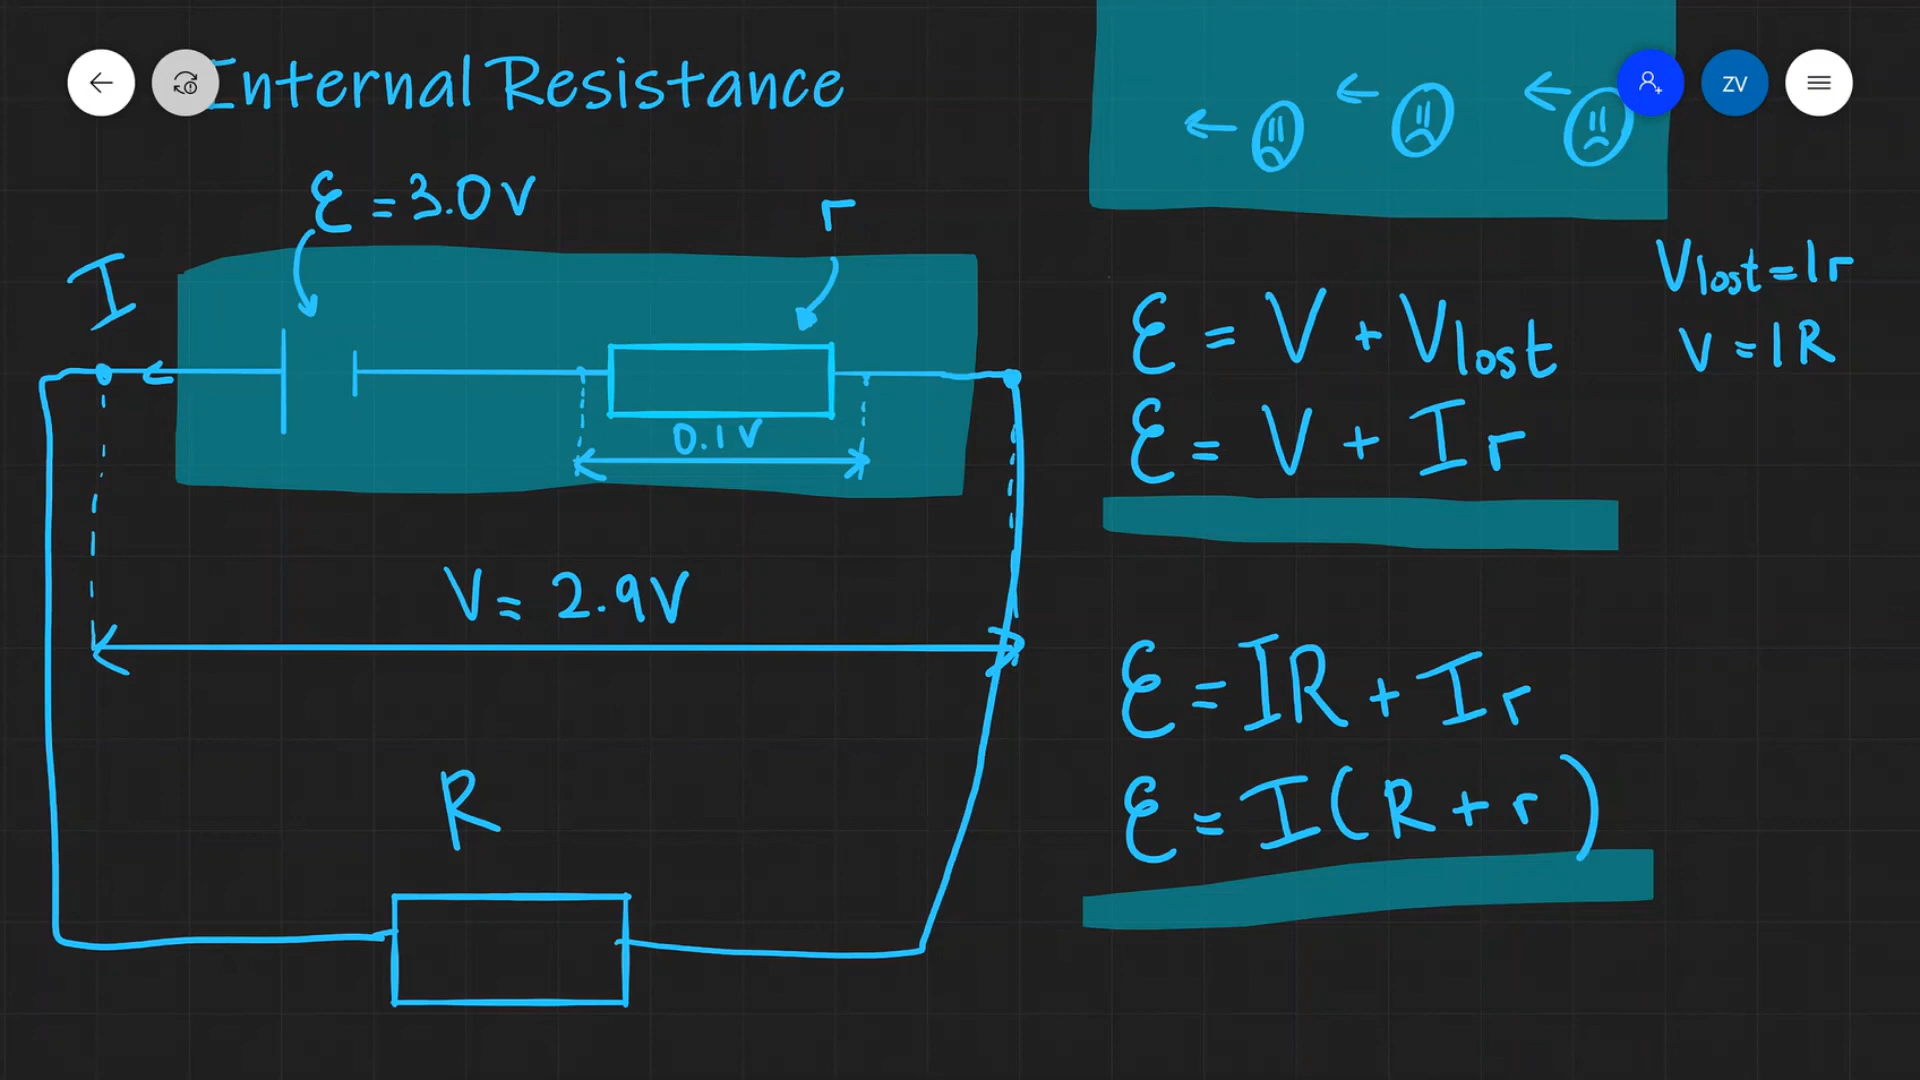 Internal Resistance
ZV
Ɛ = 3.0V
r
I
0.1V
V = 2.9V
R
Vlost = Ir
V = IR
Ɛ = V + Vlost
Ɛ = V + Ir
Ɛ = IR + Ir
Ɛ = I(R + r)